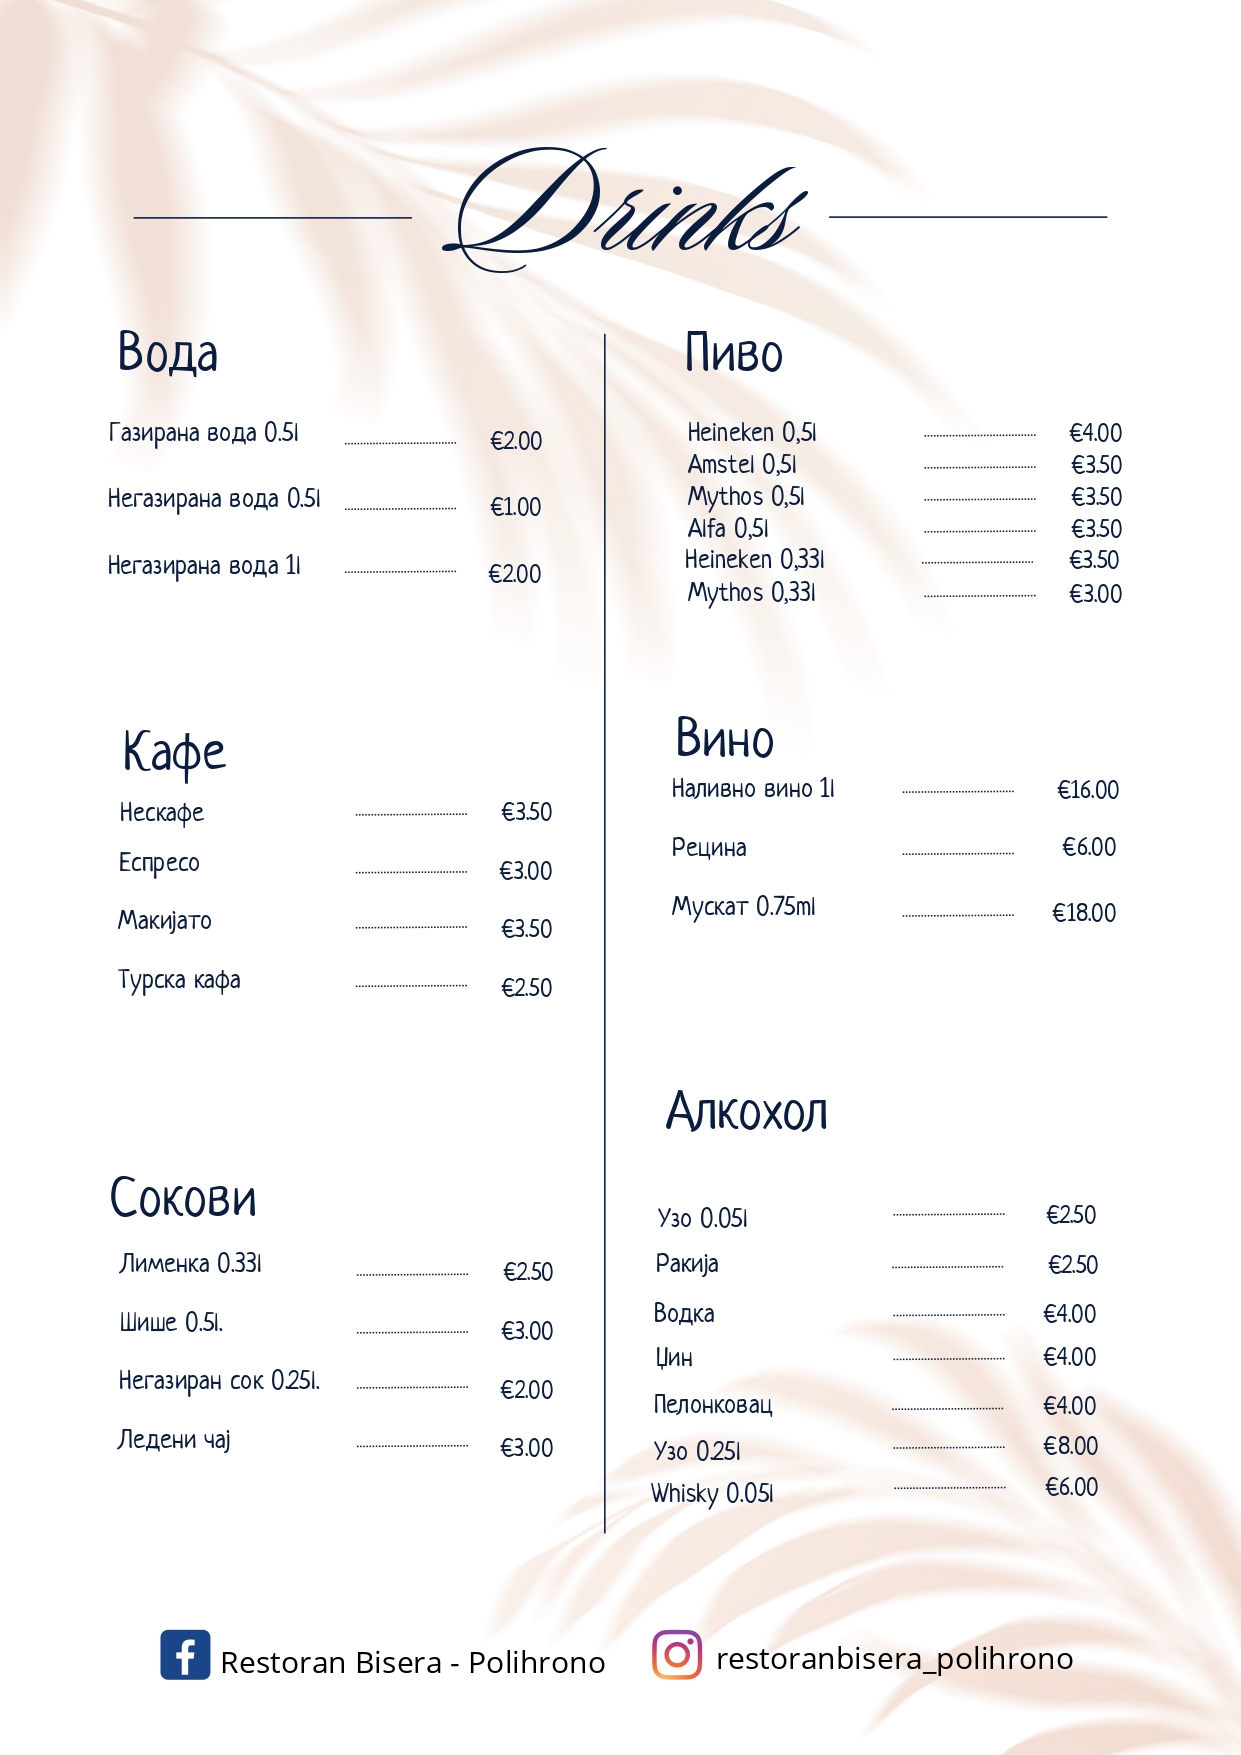 Drinks
Вода
Газирана вода 0.5l ........ €2.00
Негазирана вода 0.5l ........ €1.00
Негазирана вода 1l ........ €2.00
Кафе
Нескафе ........ €3.50
Еспресо ........ €3.00
Макијато ........ €3.50
Турска кафа ........ €2.50
Сокови
Лименка 0.33l ........ €2.50
Шише 0.5l. ........ €3.00
Негазиран сок 0.25l. ........ €2.00
Ледени чај ........ €3.00
Пиво
Heineken 0,5l ........ €4.00
Amstel 0,5l ........ €3.50
Mythos 0,5l ........ €3.50
Alfa 0,5l ........ €3.50
Heineken 0,33l ........ €3.50
Mythos 0,33l ........ €3.00
Вино
Наливно вино 1l ........ €16.00
Рецина ........ €6.00
Мускат 0.75ml ........ €18.00
Алкохол
Узо 0.05l ........ €2.50
Ракија ........ €2.50
Водка ........ €4.00
Џин ........ €4.00
Пелонковац ........ €4.00
Узо 0.25l ........ €8.00
Whisky 0.05l ........ €6.00
Restoran Bisera - Polihrono
restoranbisera_polihrono